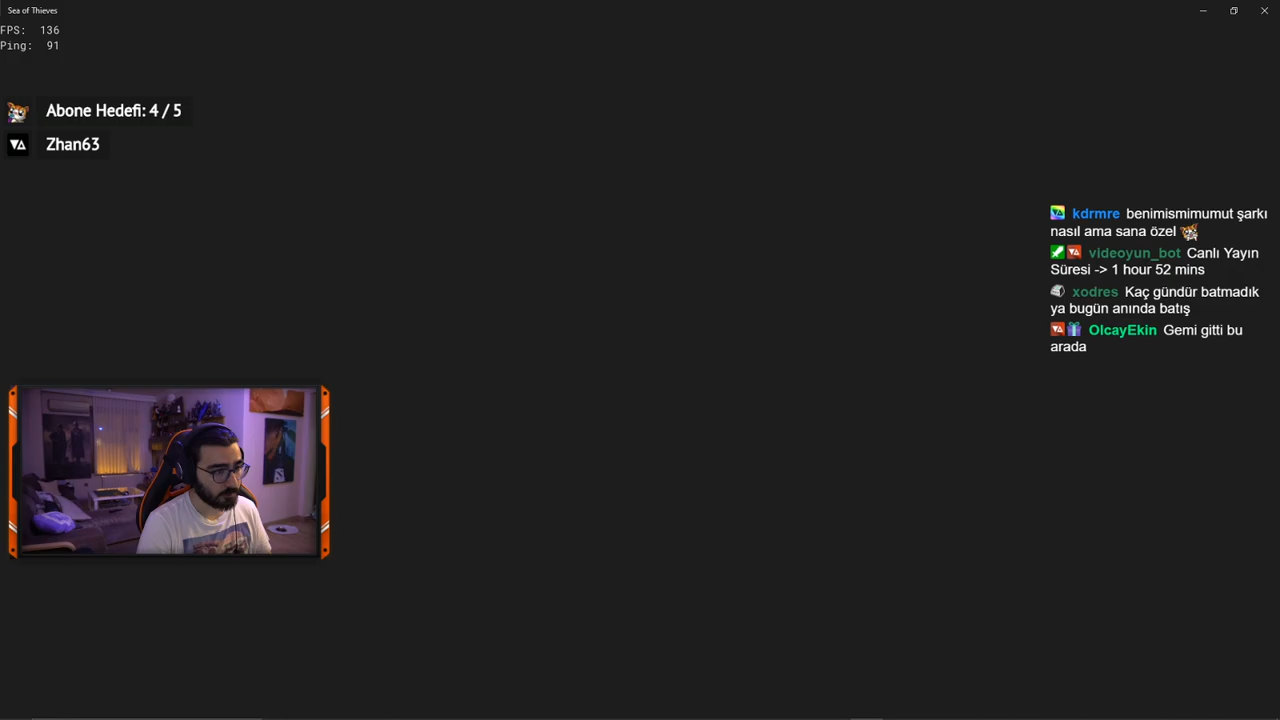 Sea of Thieves
FPS: 136
Ping: 91
Abone Hedefi: 4 / 5
Zhan63
kdrmre benimismimumut şarkı
nasıl ama sana özel
videoyun_bot Canlı Yayın
Süresi -> 1 hour 52 mins
xodres Kaç gündür batmadık
ya bugün anında batış
OlcayEkin Gemi gitti bu
arada